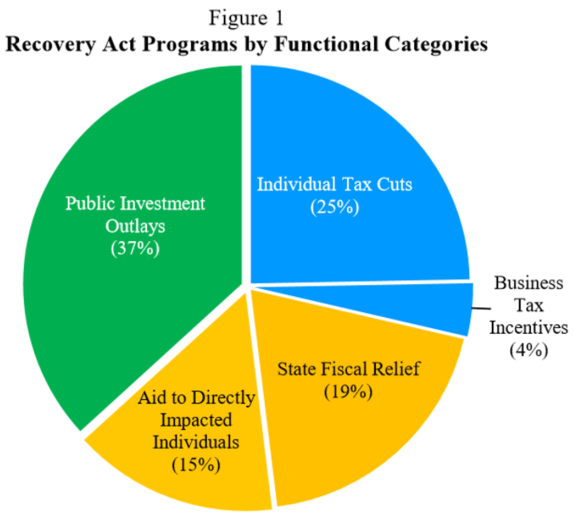 Figure 1
Recovery Act Programs by Functional Categories
Individual Tax Cuts
(25%)
Public Investment
Outlays
(37%)
Business
Tax
Incentives
(4%)
State Fiscal Relief
(19%)
Aid to Directly
Impacted
Individuals
(15%)